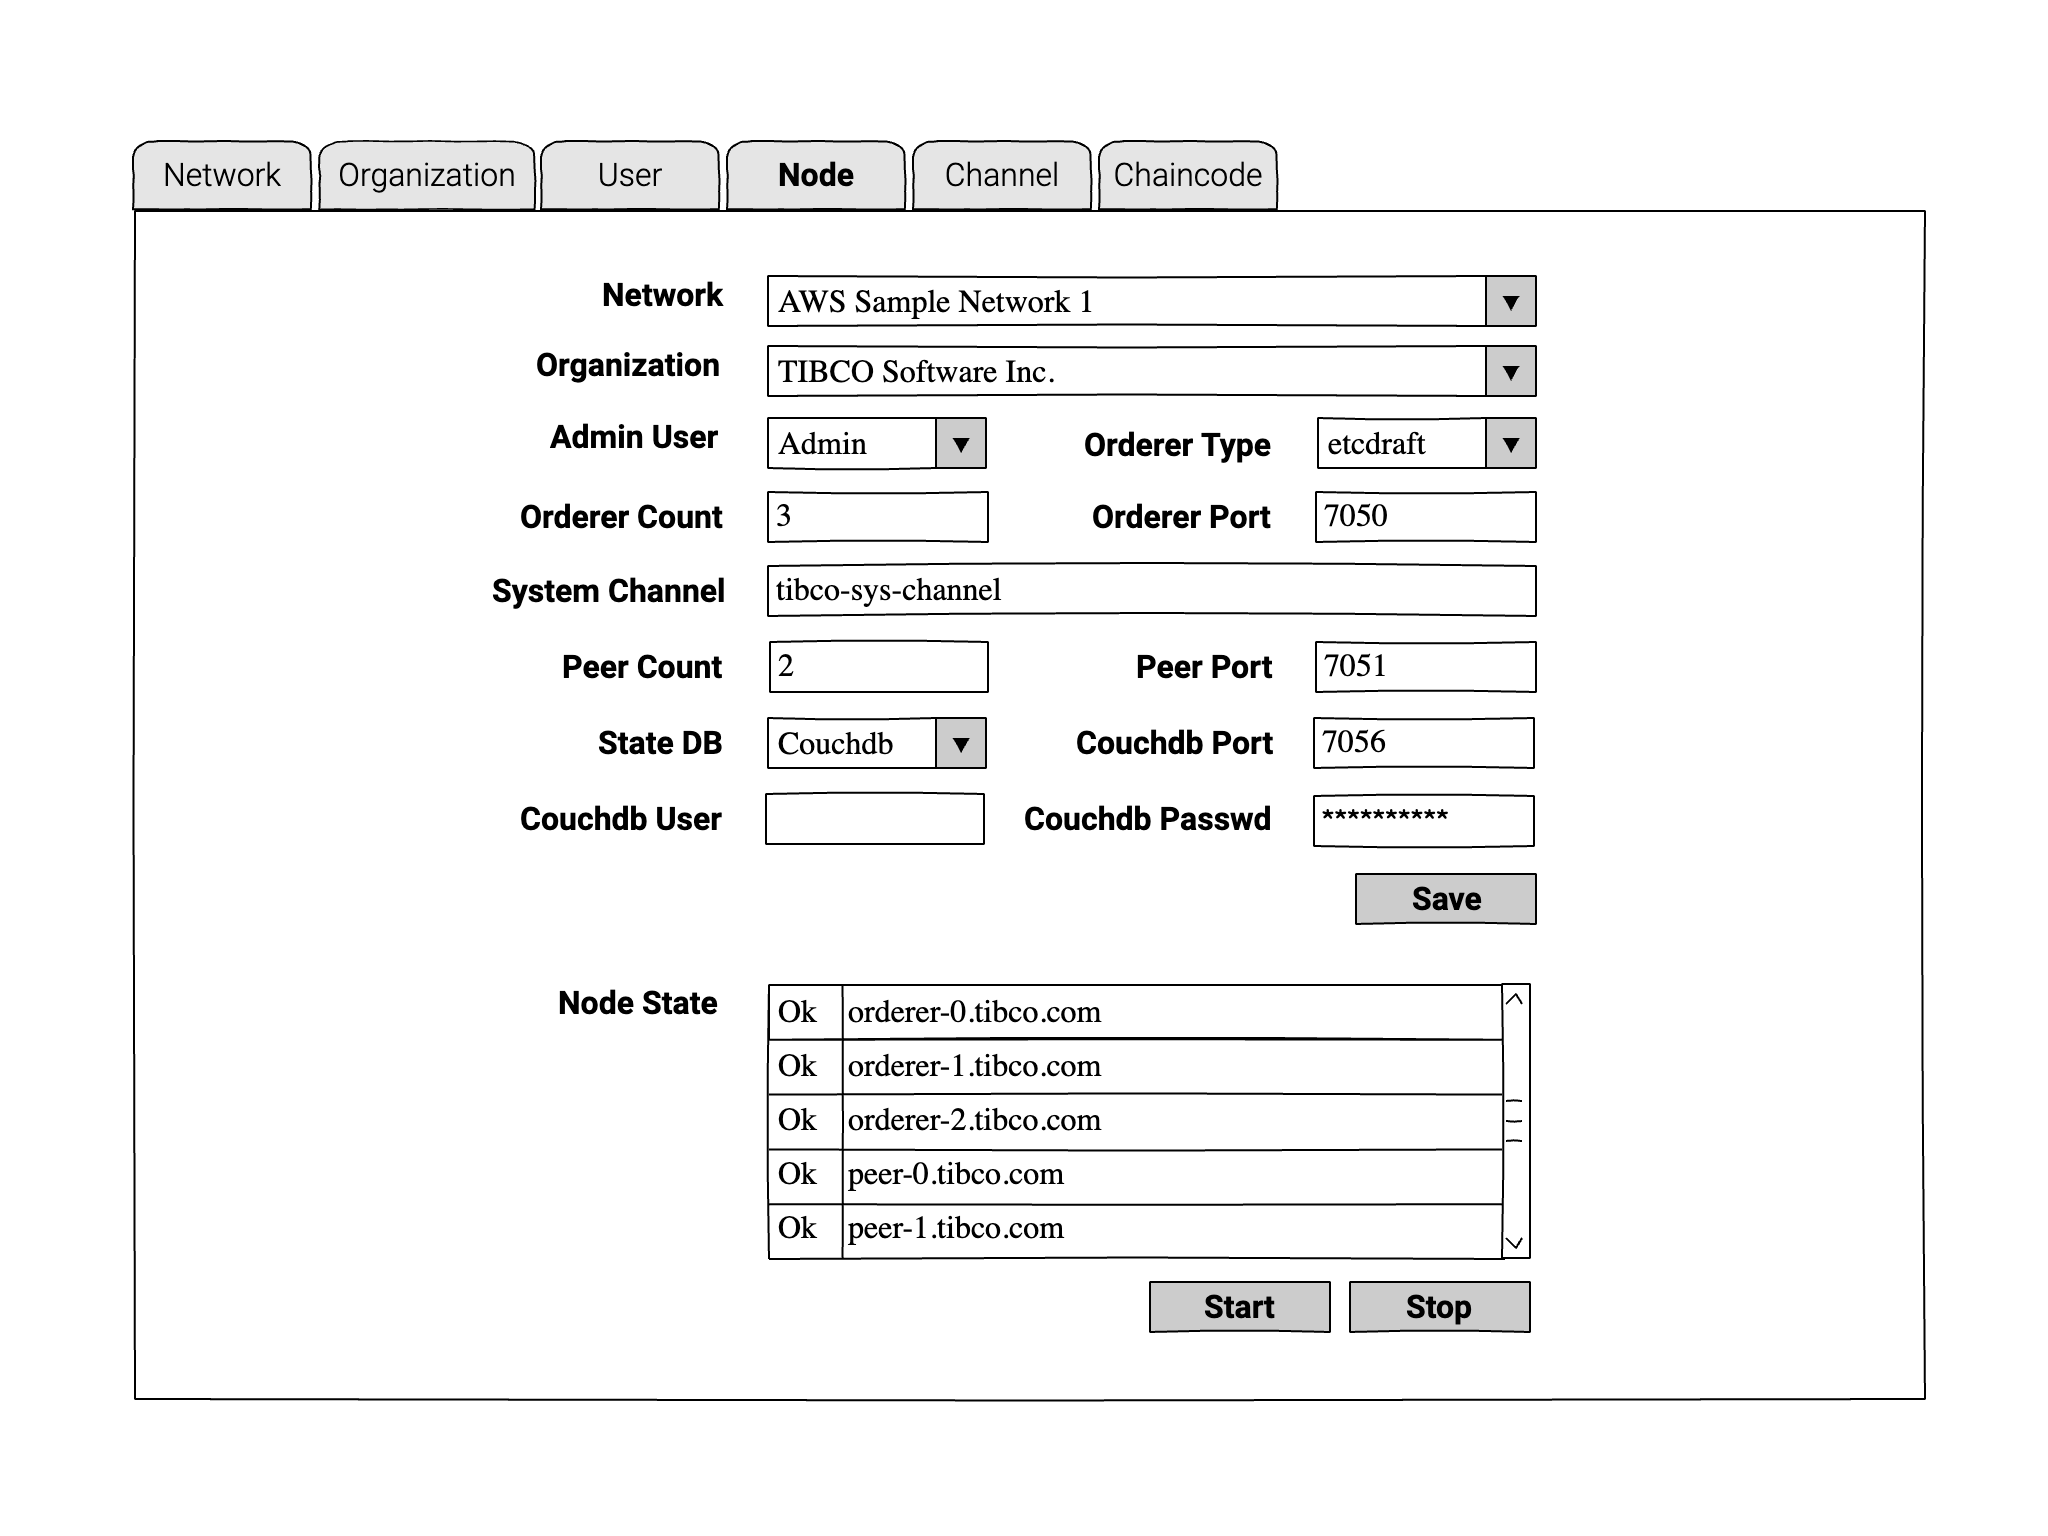 Network Organization User Node Channel Chaincode
Network AWS Sample Network 1 ▼
Organization TIBCO Software Inc. ▼
Admin User Admin ▼ Orderer Type etcdraft ▼
Orderer Count 3 Orderer Port 7050
System Channel tibco-sys-channel
Peer Count 2 Peer Port 7051
State DB Couchdb ▼ Couchdb Port 7056
Couchdb User Couchdb Passwd **********
Save
Node State Ok orderer-0.tibco.com
Ok orderer-1.tibco.com
Ok orderer-2.tibco.com
Ok peer-0.tibco.com
Ok peer-1.tibco.com
Start Stop